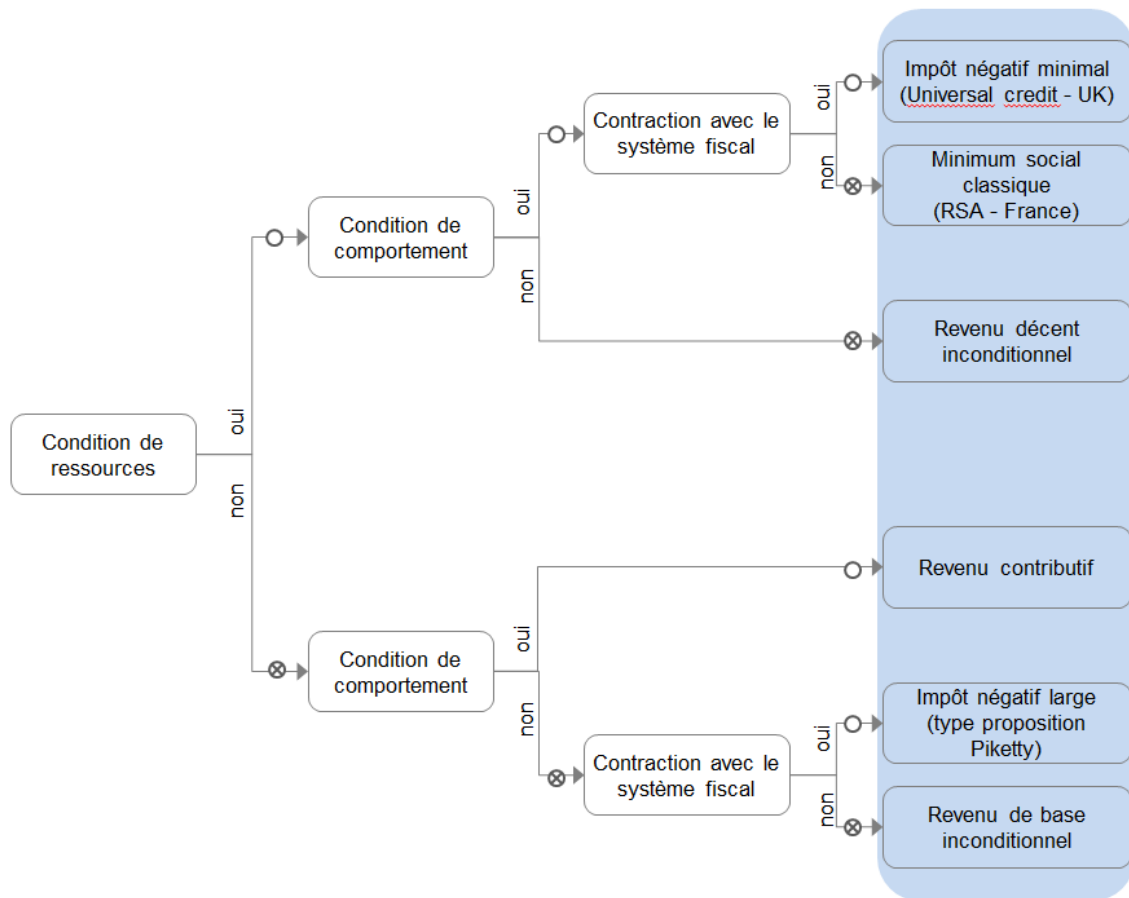 Condition de
ressources
oui
non
Condition de
comportement
oui
non
Contraction avec le
système fiscal
oui
non
Impôt négatif minimal
(Universal credit - UK)
Minimum social
classique
(RSA - France)
Revenu décent
inconditionnel
Condition de
comportement
oui
non
Revenu contributif
Contraction avec le
système fiscal
oui
non
Impôt négatif large
(type proposition
Piketty)
Revenu de base
inconditionnel